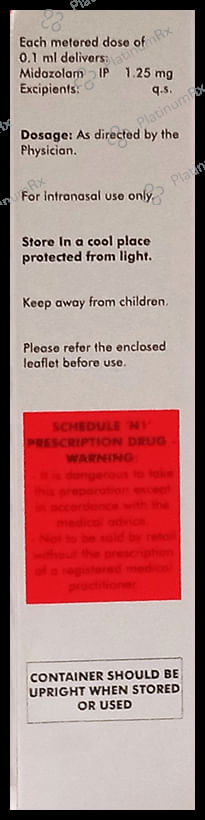 Each metered dose of
0.1 ml delivers:
Midazolam IP 1.25 mg
Excipients: q.s.
Dosage: As directed by the
Physician.
For intranasal use only.
Store In a cool place
protected from light.
Keep away from children.
Please refer the enclosed
leaflet before use.
SCHEDULE 'H1'
PRESCRIPTION DRUG -
WARNING:
- It is dangerous to take
this preparation except
in accordance with the
medical advice.
- Not to be sold by retail
without the prescription
of a registered medical
practitioner.
CONTAINER SHOULD BE
UPRIGHT WHEN STORED
OR USED
PlatinumRx